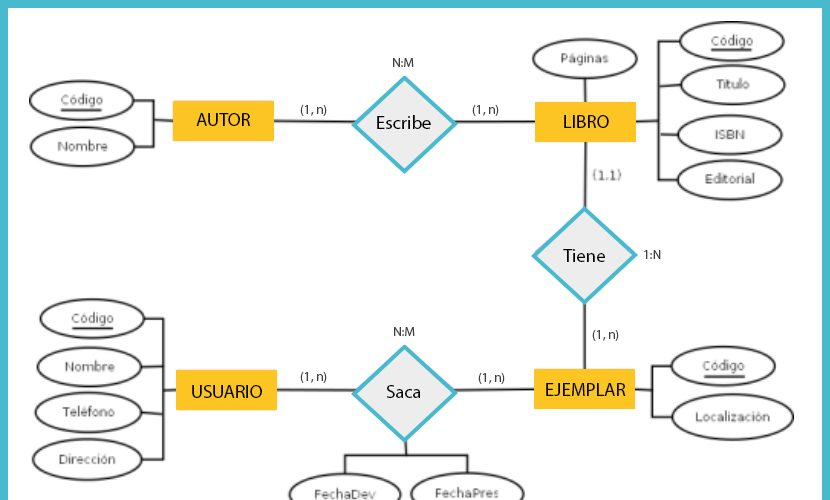 Código
Nombre
AUTOR
(1, n)
N:M
Escribe
(1, n)
Páginas
LIBRO
Código
Titulo
ISBN
Editorial
(1,1)
Tiene
1:N
(1, n)
Código
Nombre
Teléfono
Dirección
USUARIO
(1, n)
N:M
Saca
(1, n)
EJEMPLAR
Código
Localización
FechaDev
FechaPres